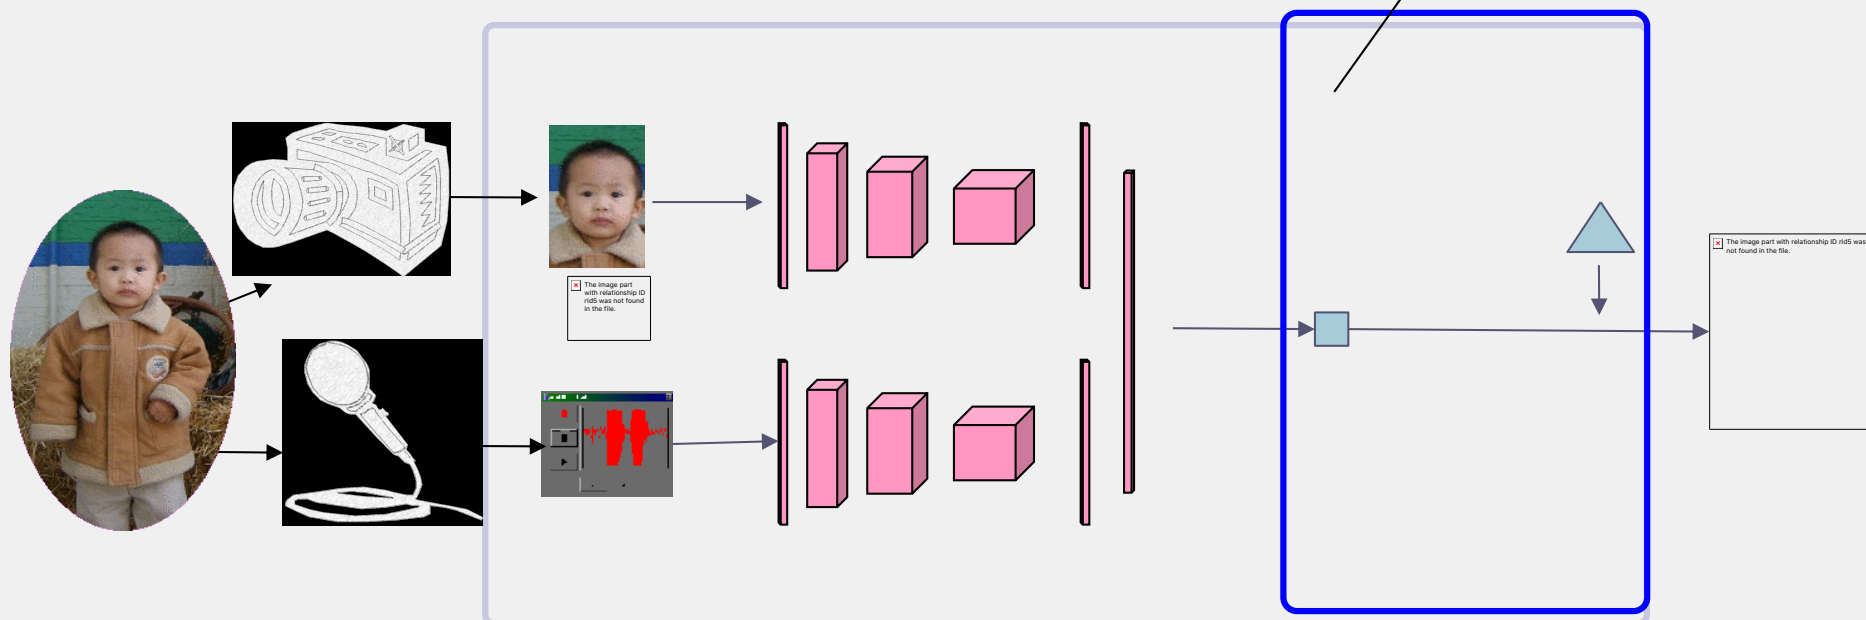 The image part
with relationship ID
rId5 was not found
in the file.
The image part with relationship ID rId5 was
not found in the file.